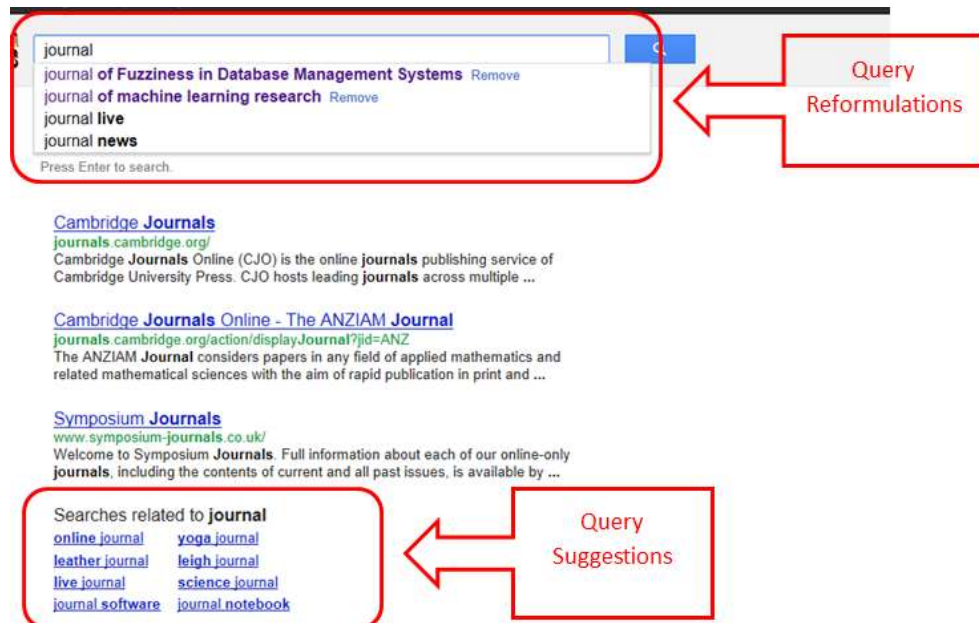 journal
journal of Fuzziness in Database Management Systems Remove
journal of machine learning research Remove
journal live
journal news
Press Enter to search.
Query
Reformulations
Cambridge Journals
journals.cambridge.org/
Cambridge Journals Online (CJO) is the online journals publishing service of
Cambridge University Press. CJO hosts leading journals across multiple ...
Cambridge Journals Online - The ANZIAM Journal
journals.cambridge.org/action/displayJournal?jid=ANZ
The ANZIAM Journal considers papers in any field of applied mathematics and
related mathematical sciences with the aim of rapid publication in print and ...
Symposium Journals
www.symposium-journals.co.uk/
Welcome to Symposium Journals. Full information about each of our online-only
journals, including the contents of current and all past issues, is available by ...
Searches related to journal
online journal yoga journal
leather journal leigh journal
live journal science journal
journal software journal notebook
Query
Suggestions